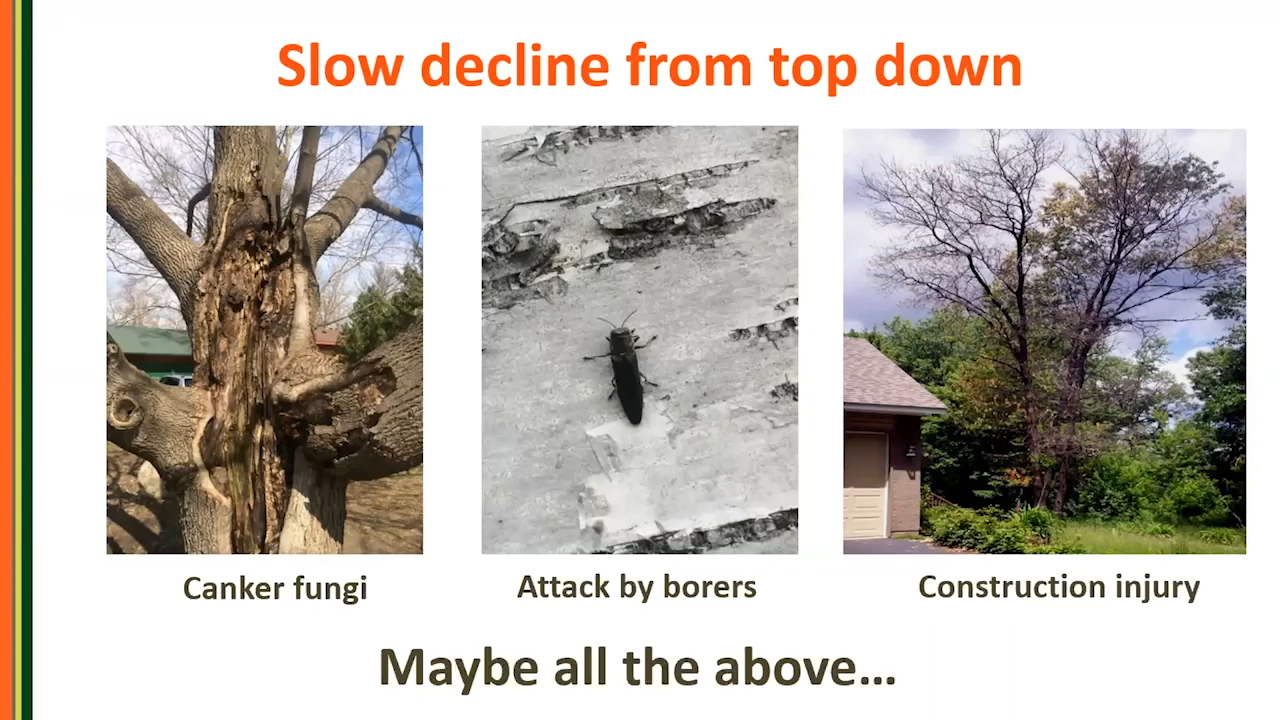 Slow decline from top down
Canker fungi
Attack by borers
Construction injury
Maybe all the above...